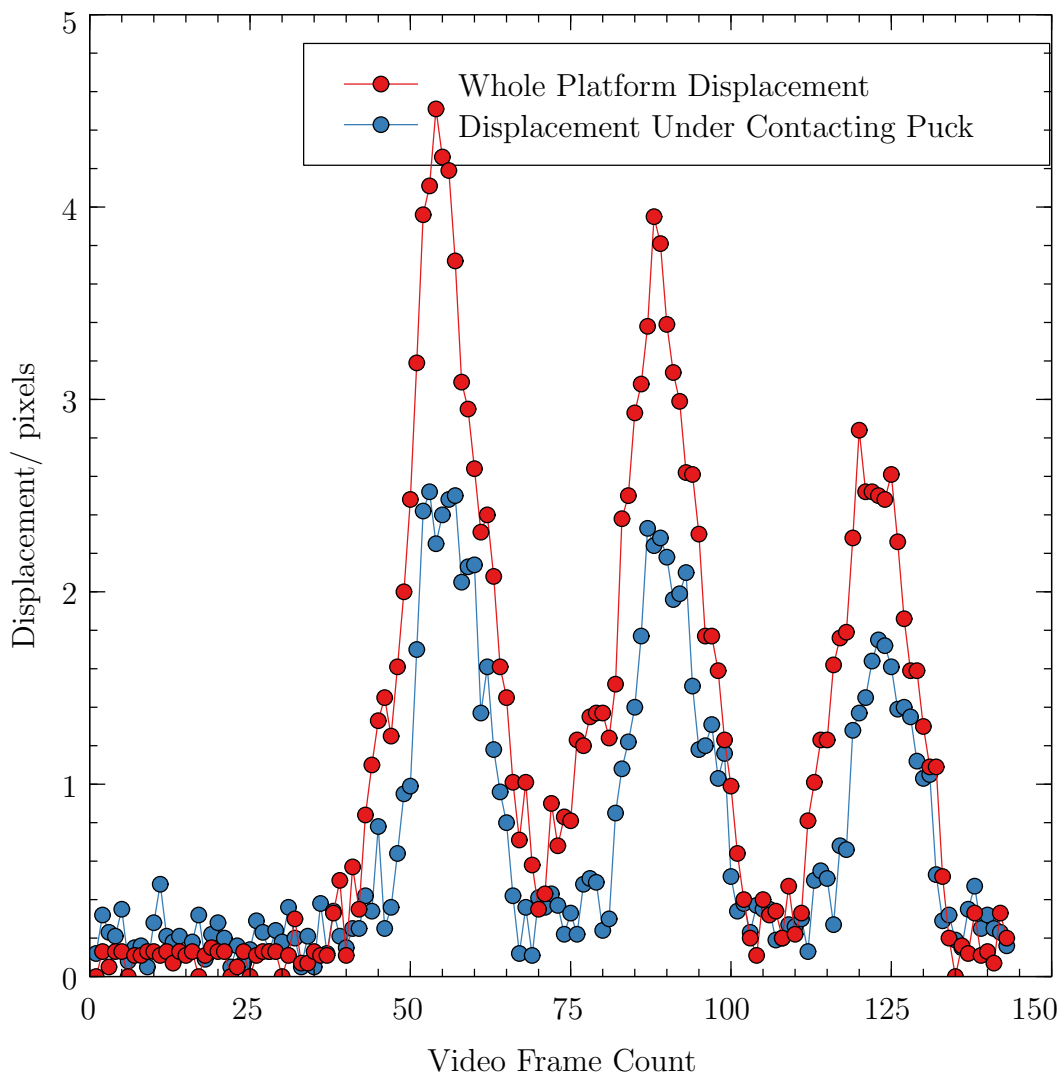 5
4
3
2
1
0
Displacement/ pixels
Whole Platform Displacement
Displacement Under Contacting Puck
0 25 50 75 100 125 150
Video Frame Count